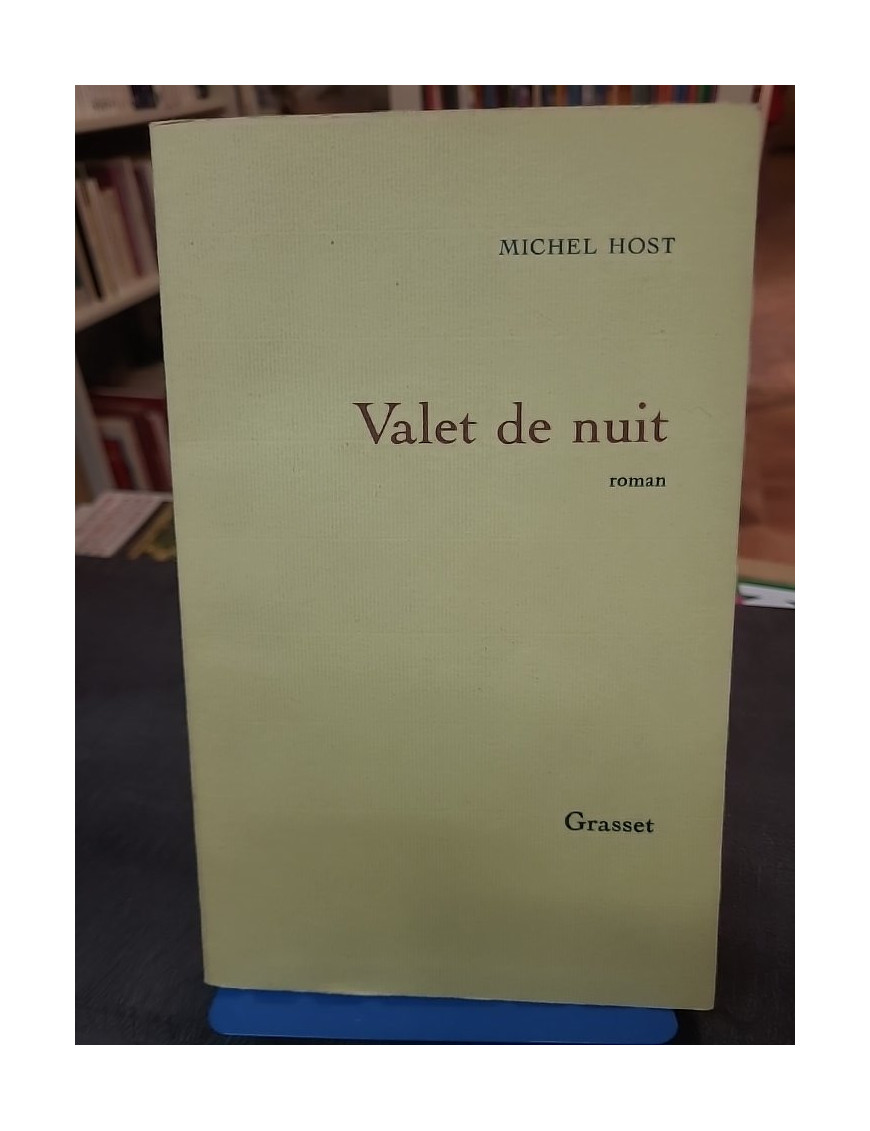 MICHEL HOST
Valet de nuit
roman
Grasset